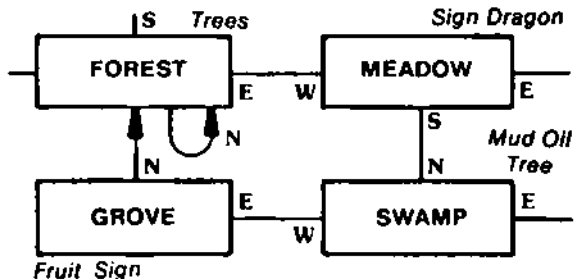 S Trees Sign Dragon
FOREST MEADOW
E W E
N S Mud Oil
N N Tree
GROVE E SWAMP E
W
Fruit Sign